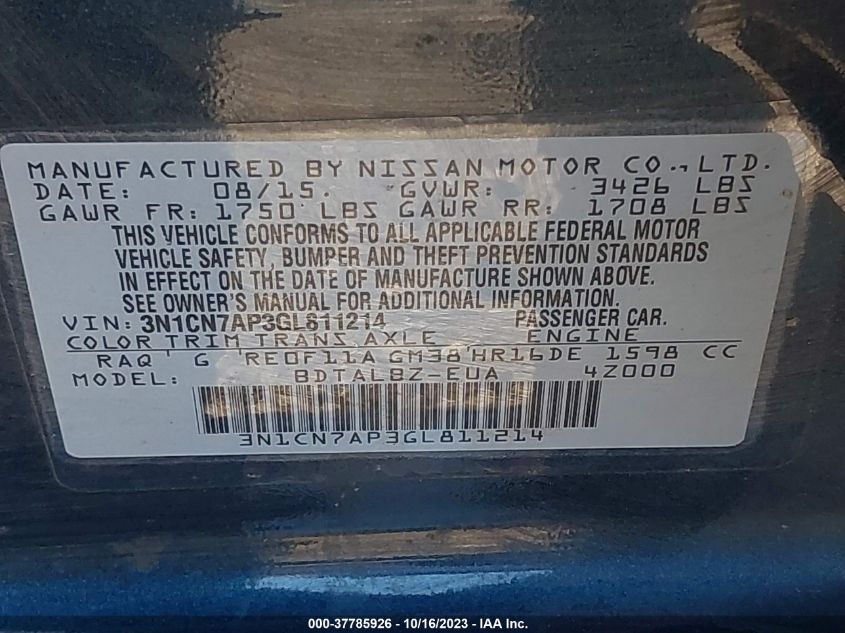 MANUFACTURED BY NISSAN MOTOR CO., LTD.
DATE: 08/15. GVWR: 3426 LBS
GAWR FR: 1750 LBS GAWR RR: 1708 LBS
THIS VEHICLE CONFORMS TO ALL APPLICABLE FEDERAL MOTOR
VEHICLE SAFETY, BUMPER AND THEFT PREVENTION STANDARDS
IN EFFECT ON THE DATE OF MANUFACTURE SHOWN ABOVE.
SEE OWNER'S MANUAL FOR ADDITIONAL INFORMATION.
VIN: 3N1CN7AP3GL811214 PASSENGER CAR.
COLOR TRIM TRANS. AXLE ENGINE
RAQ G RE0F11A GM38 HR16DE 1598 CC
MODEL: BDTALBZ-EUA 4Z000
3N1CN7AP3GL811214
000-37785926 - 10/16/2023 - IAA Inc.